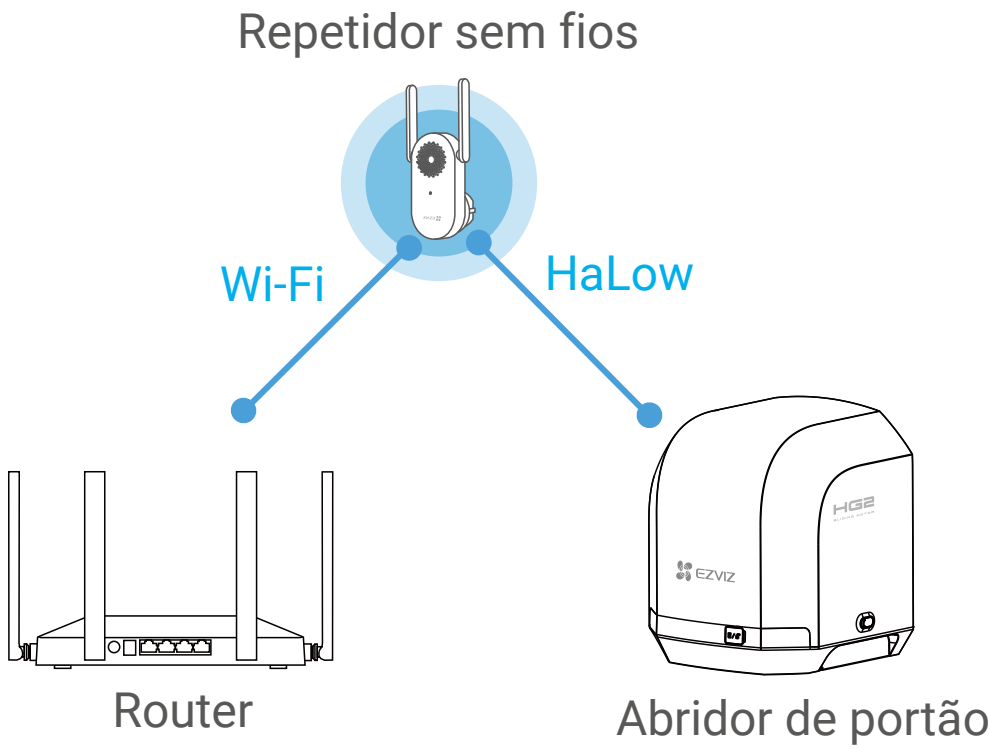 Repetidor sem fios
Wi-Fi
HaLow
HG2
EZVIZ
Router
Abridor de portão